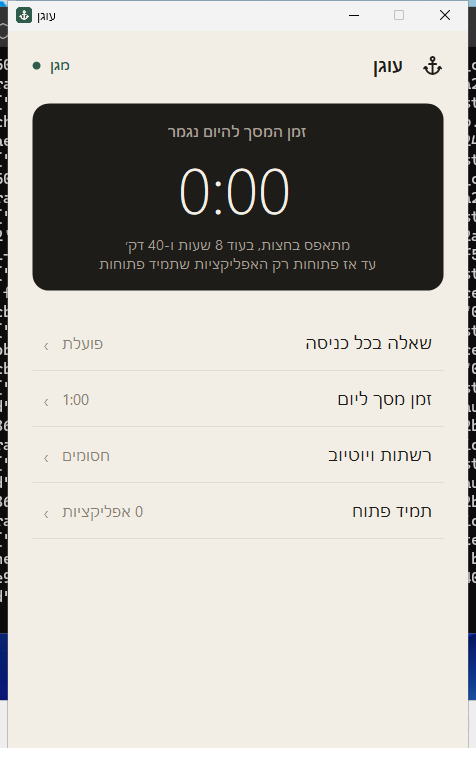 עוגן
עוגן
מגן
זמן המסך להיום נגמר
0:00
מתאפס בחצות, בעוד 8 שעות ו-40 דק׳
עד אז פתוחות רק האפליקציות שתמיד פתוחות
שאלה בכל כניסה פועלת
זמן מסך ליום 1:00
רשתות ויוטיוב חסומים
תמיד פתוח 0 אפליקציות